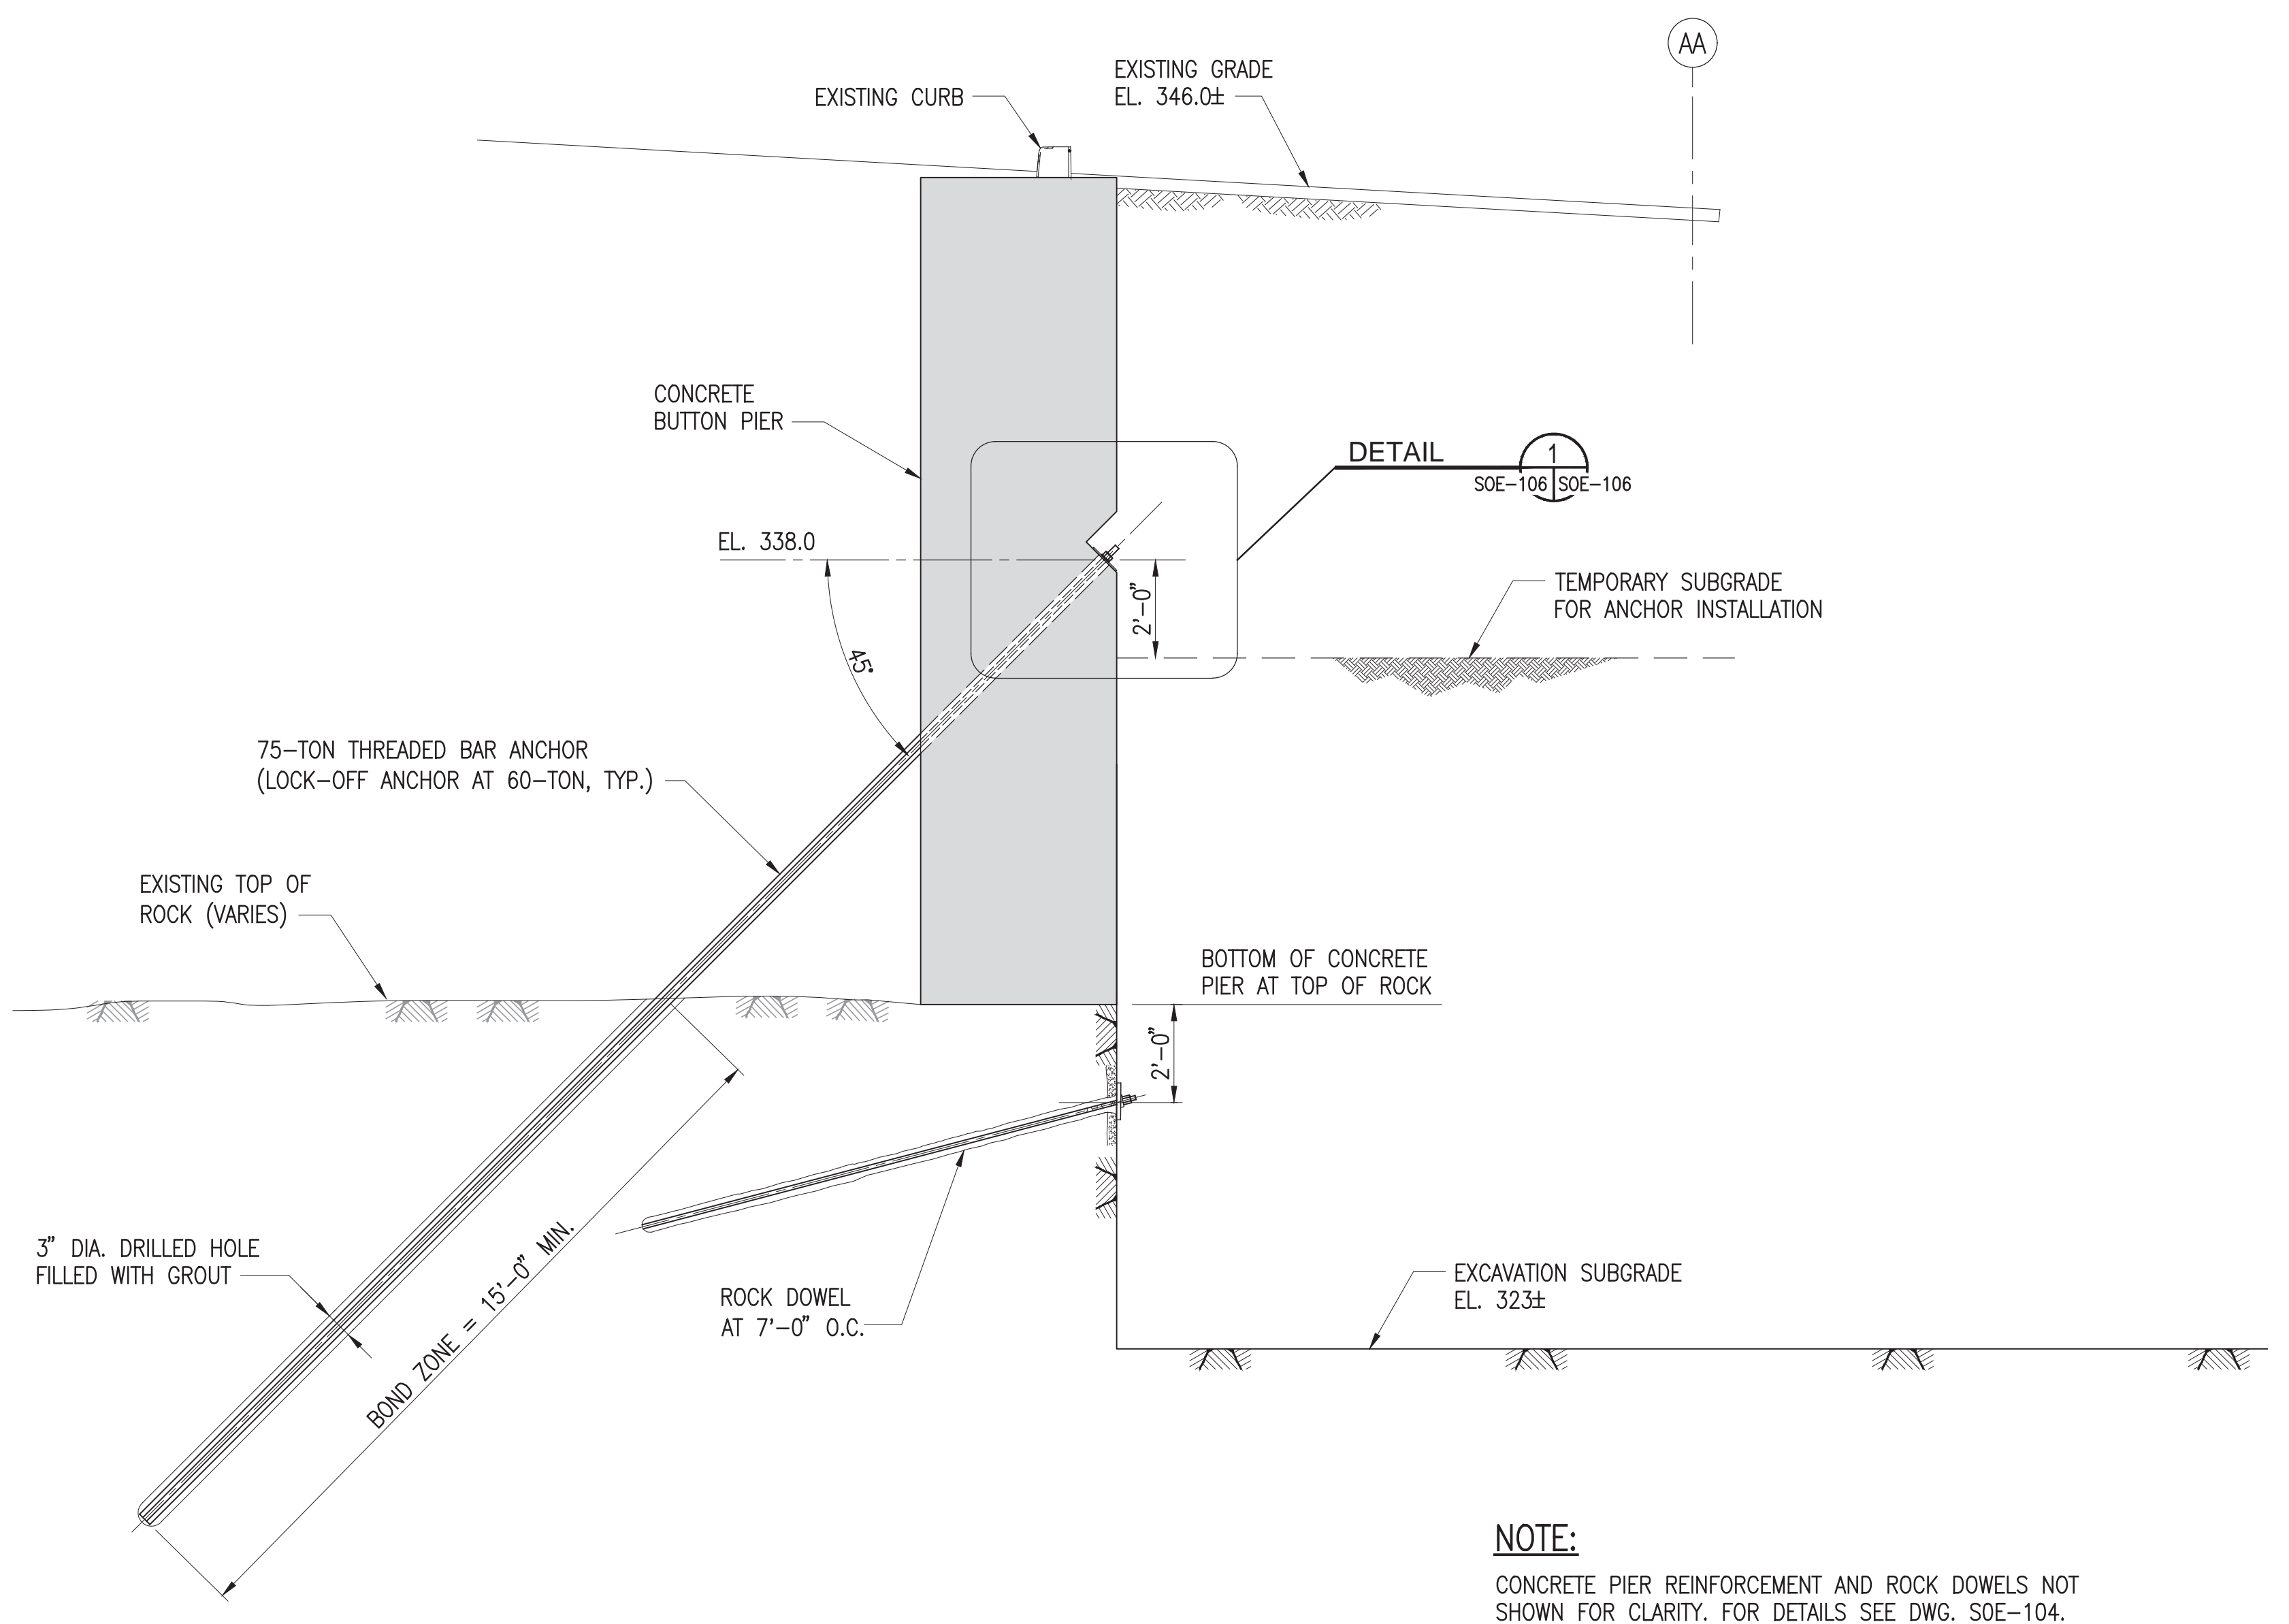 AA
EXISTING GRADE
EL. 346.0±
EXISTING CURB
CONCRETE
BUTTON PIER
DETAIL
1
SOE-106 SOE-106
EL. 338.0
2'-0"
TEMPORARY SUBGRADE
FOR ANCHOR INSTALLATION
45°
75-TON THREADED BAR ANCHOR
(LOCK-OFF ANCHOR AT 60-TON, TYP.)
EXISTING TOP OF
ROCK (VARIES)
BOTTOM OF CONCRETE
PIER AT TOP OF ROCK
2'-0"
3" DIA. DRILLED HOLE
FILLED WITH GROUT
BOND ZONE = 15'-0" MIN.
ROCK DOWEL
AT 7'-0" O.C.
EXCAVATION SUBGRADE
EL. 323±
NOTE:
CONCRETE PIER REINFORCEMENT AND ROCK DOWELS NOT
SHOWN FOR CLARITY. FOR DETAILS SEE DWG. SOE-104.